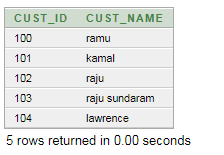 CUST_ID CUST_NAME
100 ramu
101 kamal
102 raju
103 raju sundaram
104 lawrence
5 rows returned in 0.00 seconds